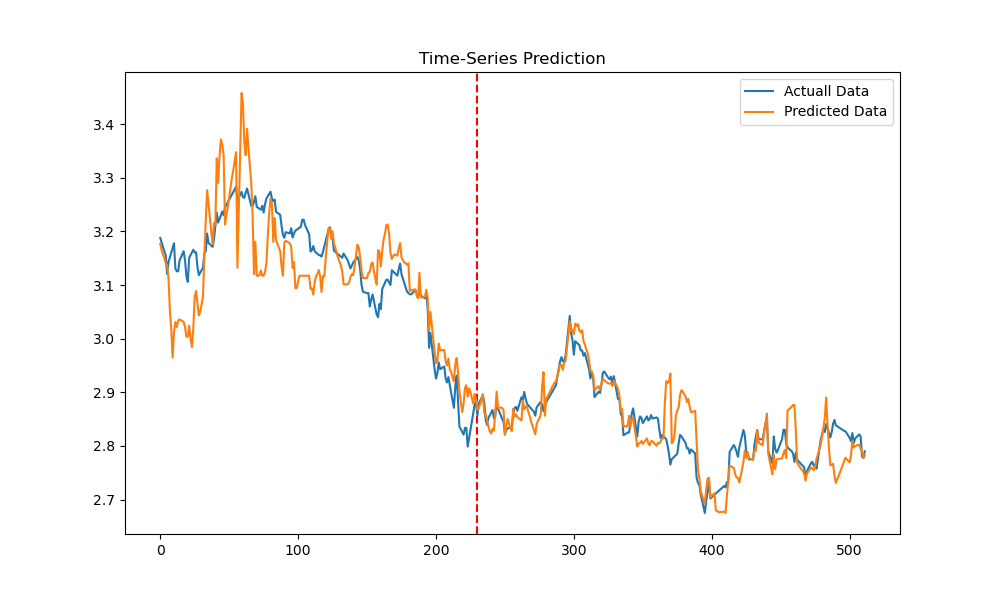 Time-Series Prediction
Actuall Data
Predicted Data
3.4
3.3
3.2
3.1
3.0
2.9
2.8
2.7
0 100 200 300 400 500